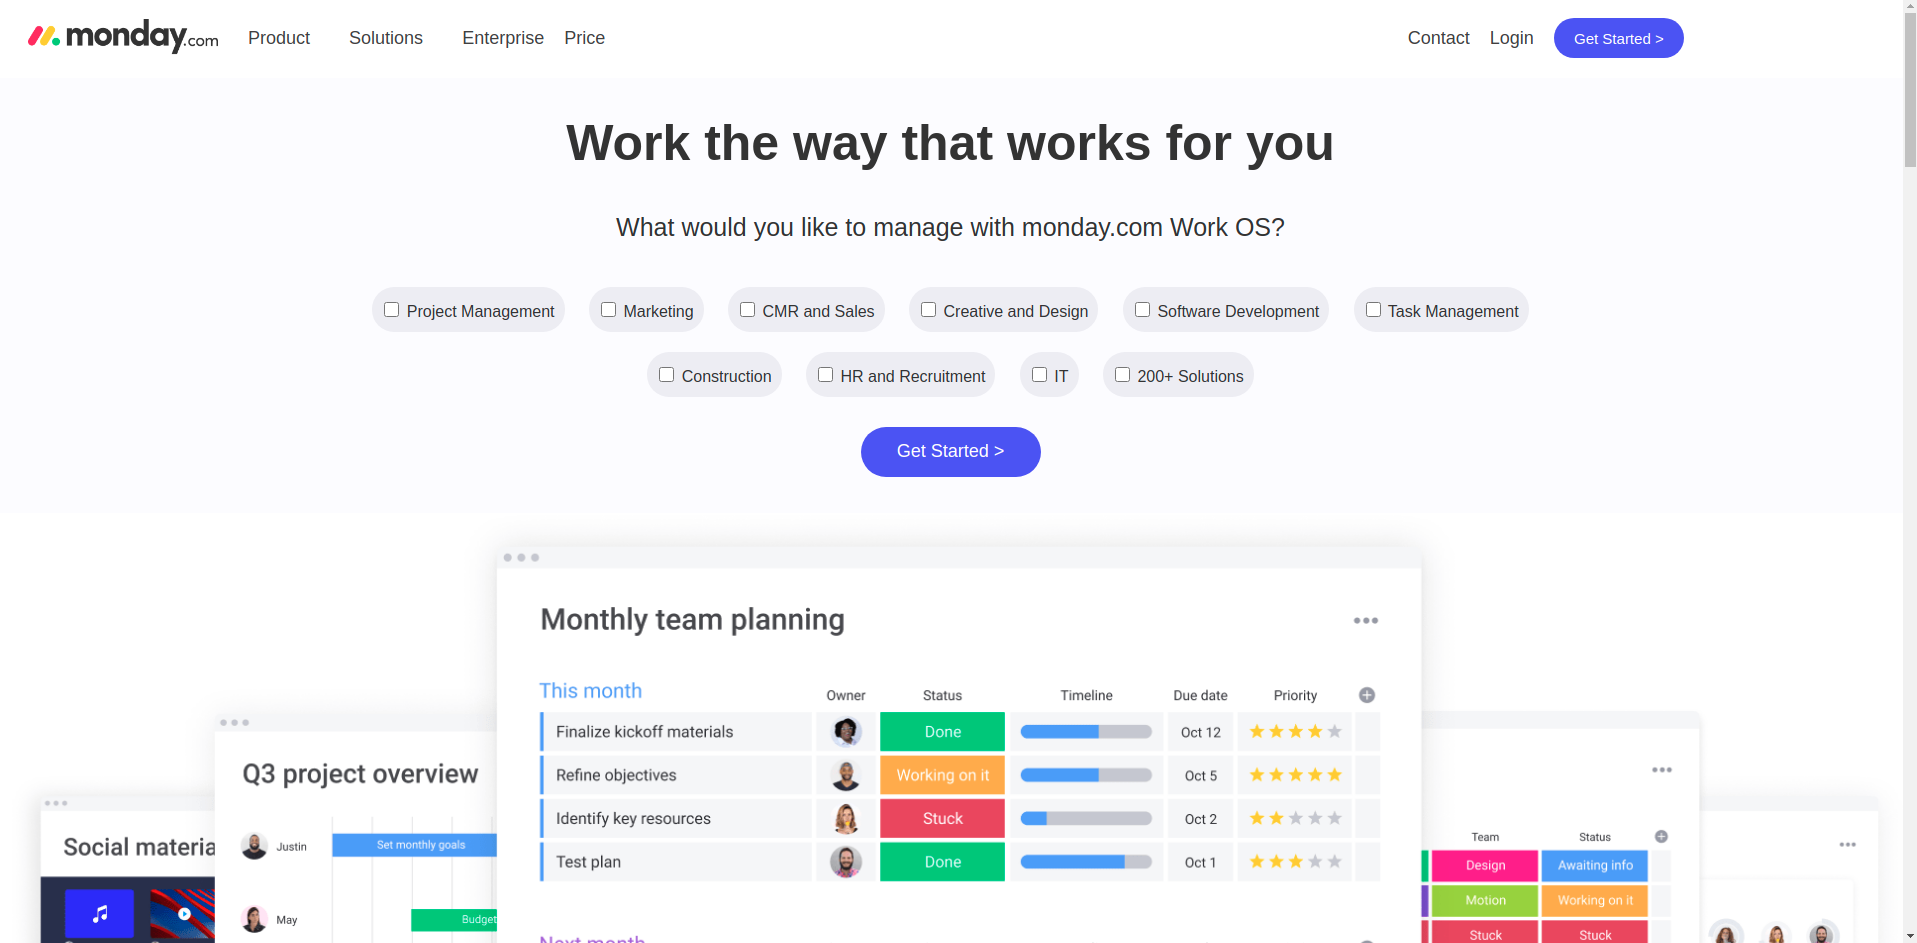 monday.com Product Solutions Enterprise Price Contact Login Get Started >
Work the way that works for you
What would you like to manage with monday.com Work OS?
Project Management Marketing CMR and Sales Creative and Design Software Development Task Management
Construction HR and Recruitment IT 200+ Solutions
Get Started >
Monthly team planning
This month Owner Status Timeline Due date Priority
Finalize kickoff materials Done Oct 12
Refine objectives Working on it Oct 5
Identify key resources Stuck Oct 2
Test plan Done Oct 1
Next month
Q3 project overview
Justin Set monthly goals
May Budget
Social materia
Team Status
Design Awaiting info
Motion Working on it
Stuck Stuck